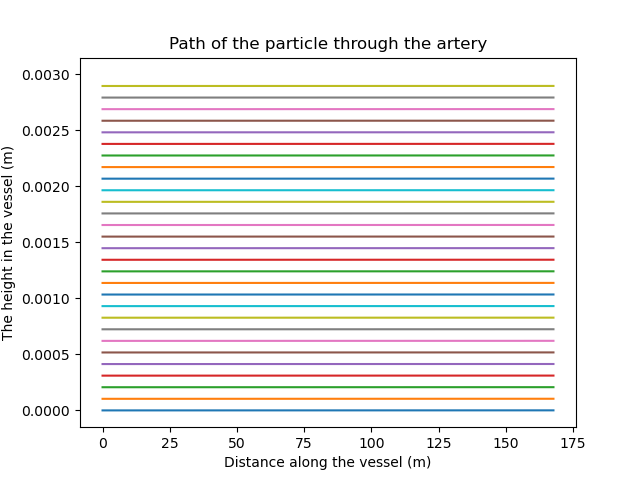 Path of the particle through the artery
The height in the vessel (m)
0.0030
0.0025
0.0020
0.0015
0.0010
0.0005
0.0000
0 25 50 75 100 125 150 175
Distance along the vessel (m)